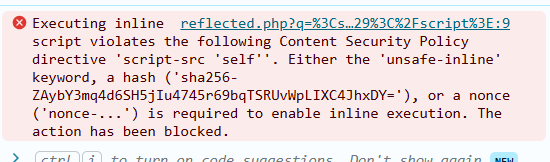 Executing inline reflected.php?q=%3Cs…29%3C%2Fscript%3E:9
script violates the following Content Security Policy
directive 'script-src 'self''. Either the 'unsafe-inline'
keyword, a hash ('sha256-
ZAybY3mq4d6SH5jIu4745r69bqTSRUvWpLIXC4JhxDY='), or a nonce
('nonce-...') is required to enable inline execution. The
action has been blocked.
ctrl i to turn on code suggestions. Don't show again NEW